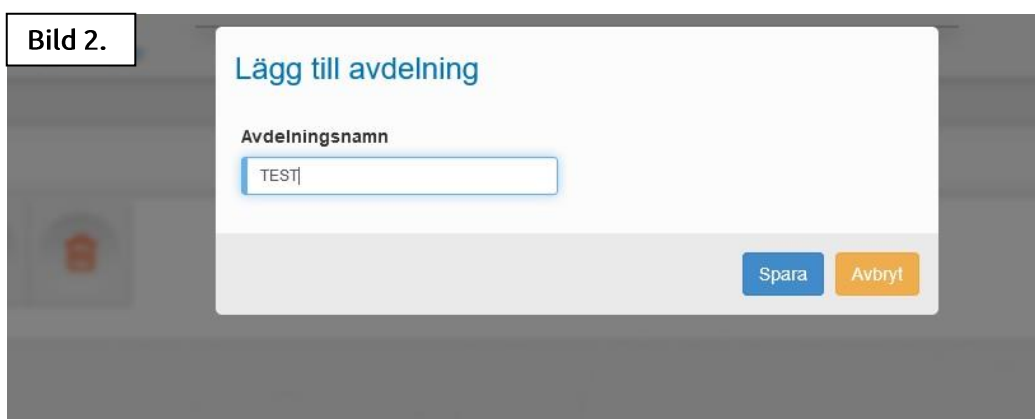 Bild 2.
Lägg till avdelning
Avdelningsnamn
TEST
Spara Avbryt